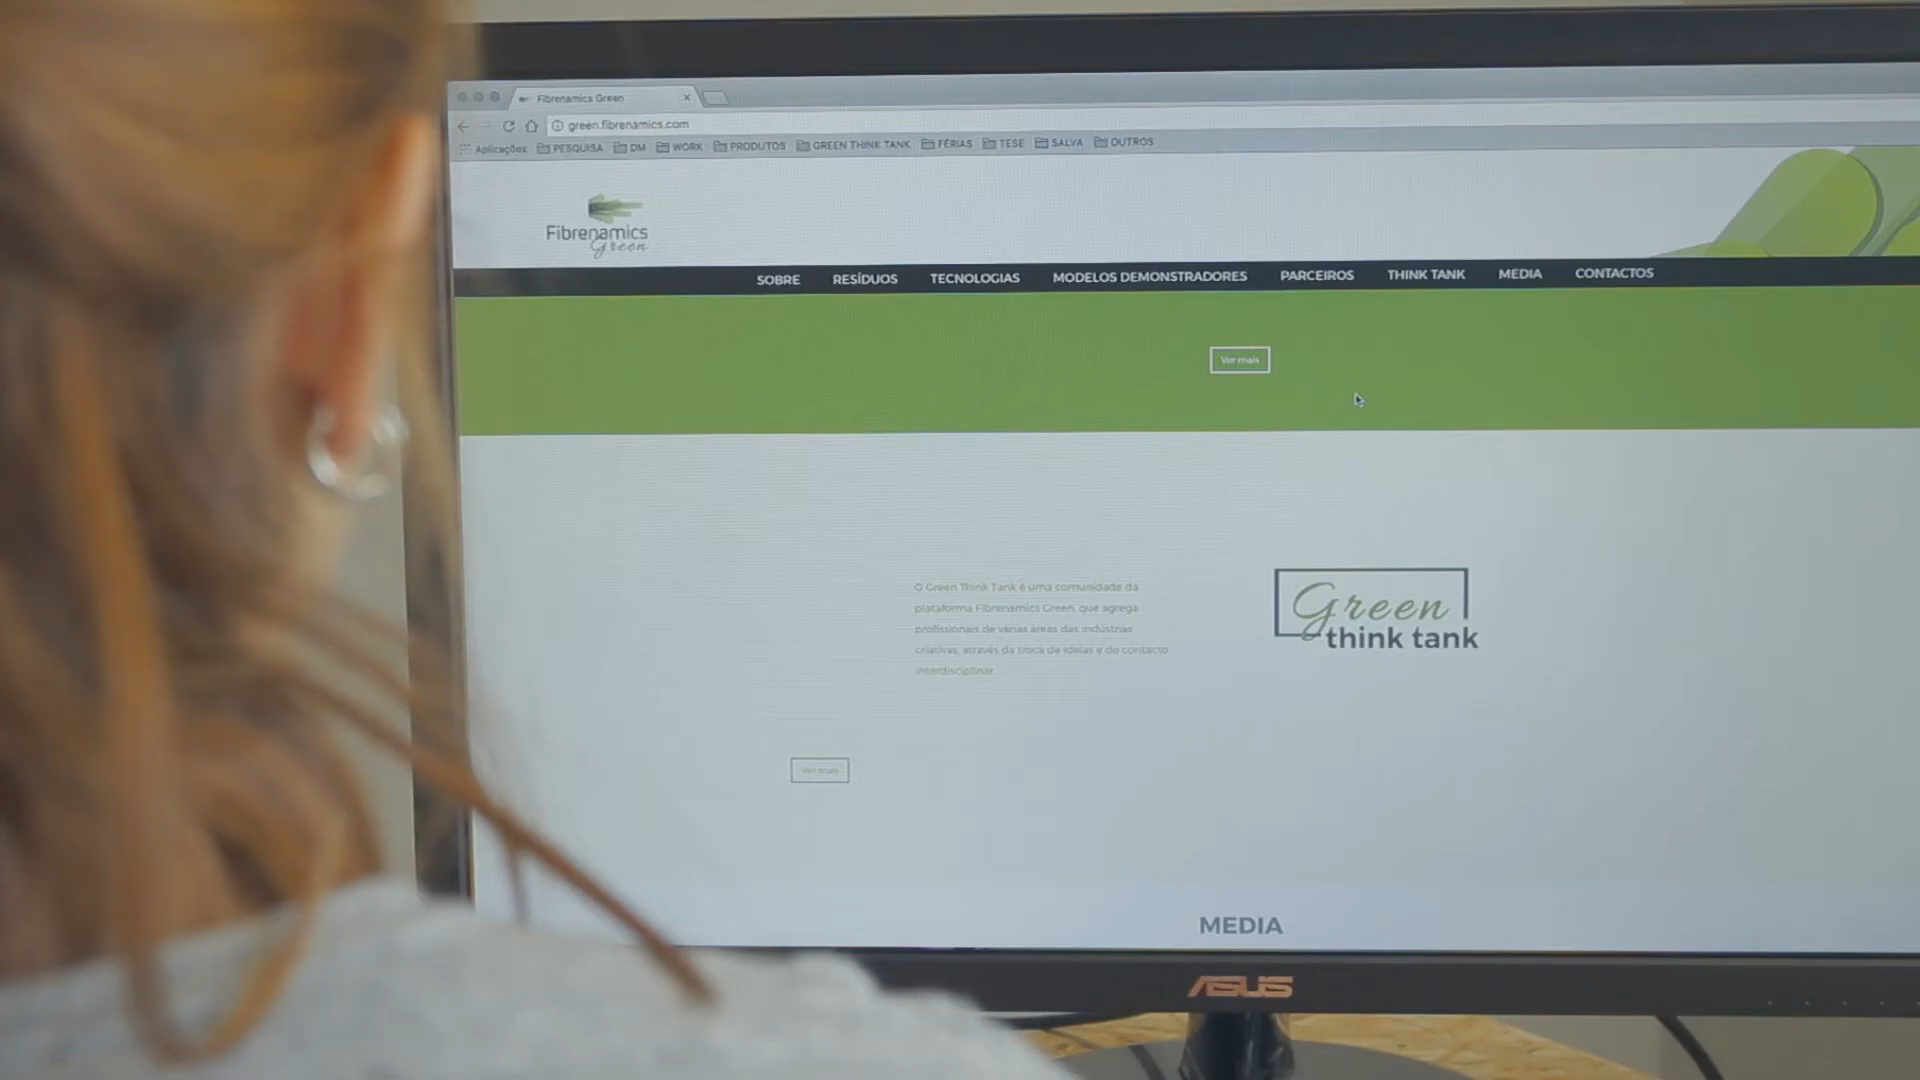 Fibrenamics Green
green.fibrenamics.com
Aplicações PESQUISA DM WORK PRODUTOS GREEN THINK TANK FÉRIAS TESE SALVA OUTROS
Fibrenamics
Green
SOBRE RESÍDUOS TECNOLOGIAS MODELOS DEMONSTRADORES PARCEIROS THINK TANK MEDIA CONTACTOS
Ver mais
O Green Think Tank é uma comunidade da
plataforma Fibrenamics Green, que agrega
profissionais de várias áreas das indústrias
criativas, através da troca de ideias e do contacto
interdisciplinar.
Green
think tank
Ver mais
MEDIA
ASUS